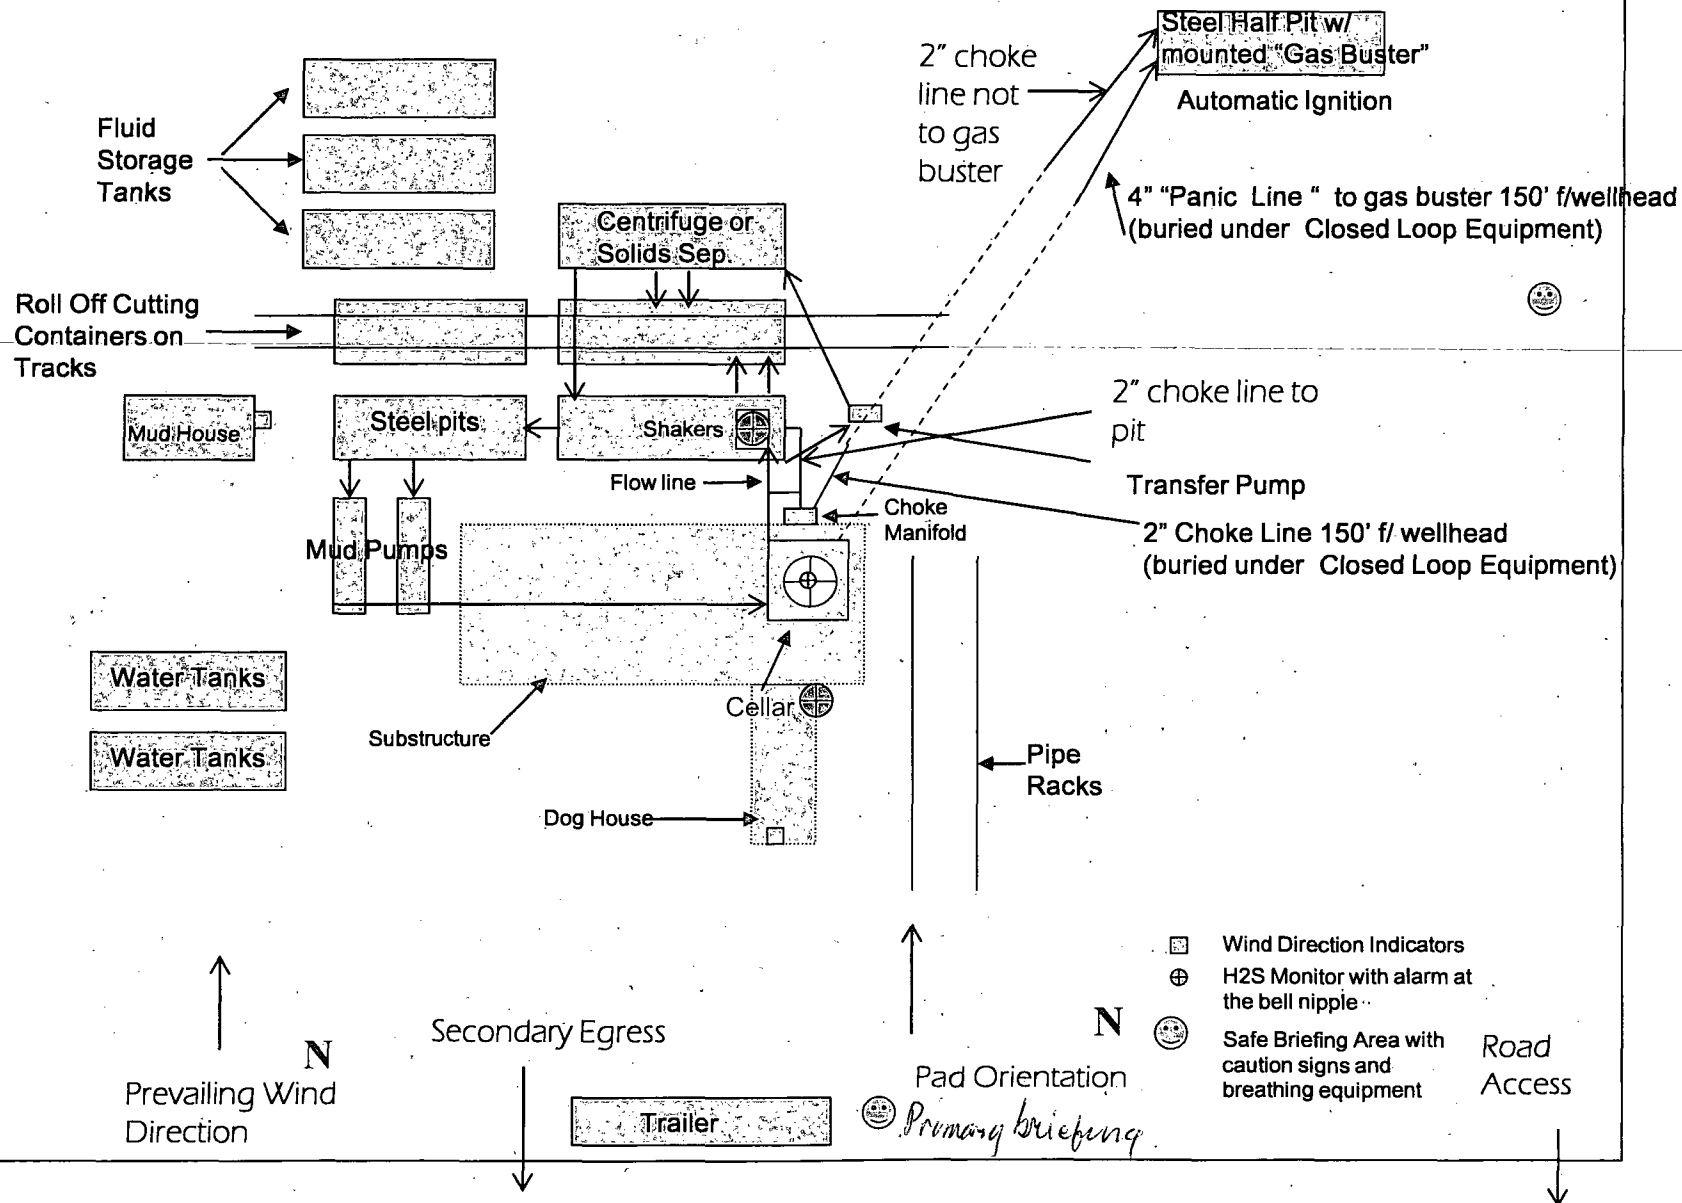 Steel Half Pit w/
mounted "Gas Buster"
Automatic Ignition
2" choke
line not
to gas
buster
Fluid
Storage
Tanks
4" "Panic Line " to gas buster 150' f/wellhead
(buried under Closed Loop Equipment)
Centrifuge or
Solids Sep.
Roll Off Cutting
Containers on
Tracks
2" choke line to
pit
Mud House
Steel pits
Shakers
Flow line
Transfer Pump
Choke
Manifold
2" Choke Line 150' f/ wellhead
(buried under Closed Loop Equipment)
Mud Pumps
Water Tanks
Cellar
Substructure
Water Tanks
Pipe
Racks
Dog House
Wind Direction Indicators
H2S Monitor with alarm at
the bell nipple
Safe Briefing Area with
caution signs and
breathing equipment
Road
Access
N
Secondary Egress
N
Prevailing Wind
Direction
Pad Orientation
Trailer
Primary briefing